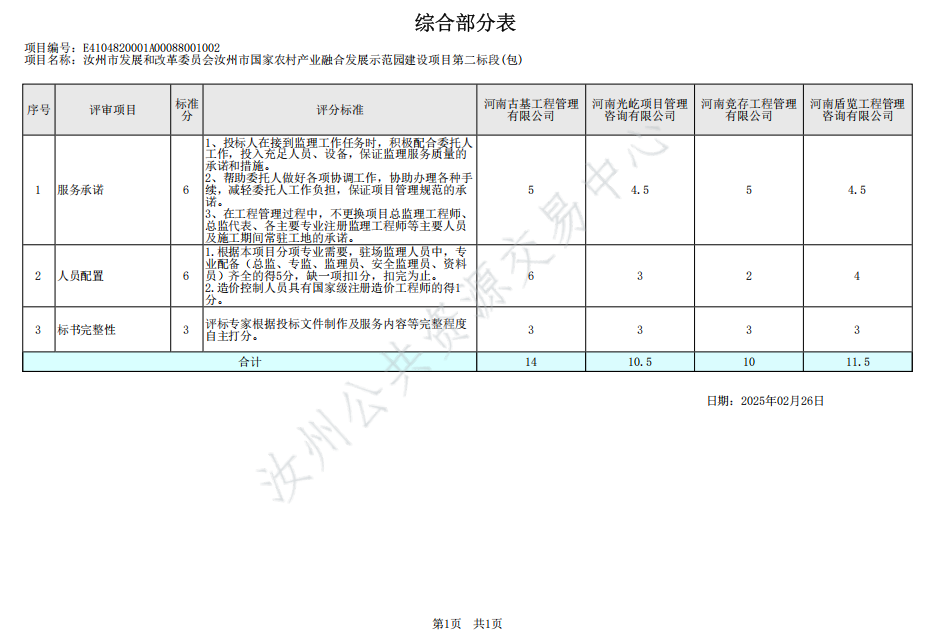 综合部分表
项目编号：E4104820001A00088001002
项目名称：汝州市发展和改革委员会汝州市国家农村产业融合发展示范园建设项目第二标段(包)
序号 评审项目 标准分 评分标准 河南古基工程管理有限公司 河南光屹项目管理咨询有限公司 河南竞存工程管理有限公司 河南盾览工程管理咨询有限公司
1 服务承诺 6
1、投标人在接到监理工作任务时，积极配合委托人
工作，投入充足人员、设备，保证监理服务质量的
承诺和措施。
2、帮助委托人做好各项协调工作，协助办理各种手
续，减轻委托人工作负担，保证项目管理规范的承
诺。
3、在工程管理过程中，不更换项目总监理工程师、
总监代表、各主要专业注册监理工程师等主要人员
及施工期间常驻工地的承诺。
5 4.5 5 4.5
2 人员配置 6
1.根据本项目分项专业需要，驻场监理人员中，专
业配备（总监、专监、监理员、安全监理员、资料
员）齐全的得5分，缺一项扣1分，扣完为止。
2.造价控制人员具有国家级注册造价工程师的得1
分。
6 3 2 4
3 标书完整性 3
评标专家根据投标文件制作及服务内容等完整程度
自主打分。
3 3 3 3
合计 14 10.5 10 11.5
日期：2025年02月26日
汝州公共资源交易中心
第1页 共1页